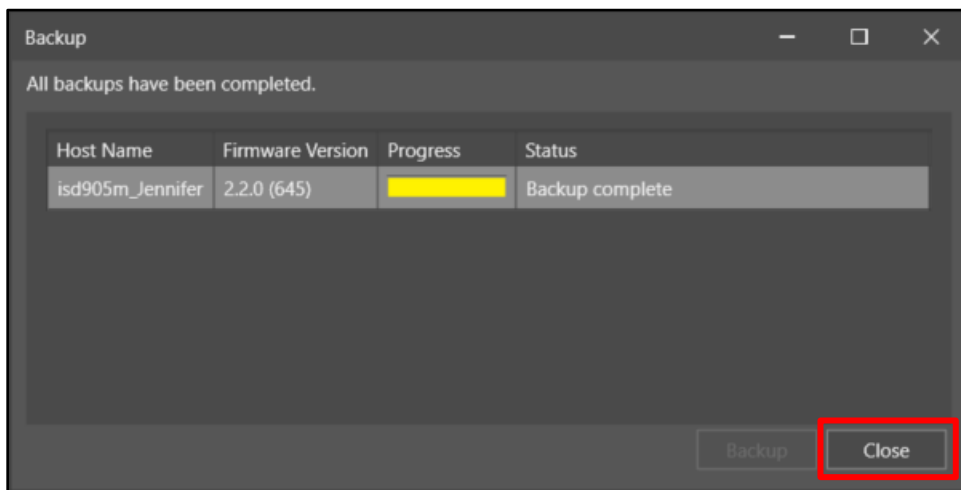 Backup
All backups have been completed.
Host Name Firmware Version Progress Status
isd905m_Jennifer 2.2.0 (645) Backup complete
Backup Close